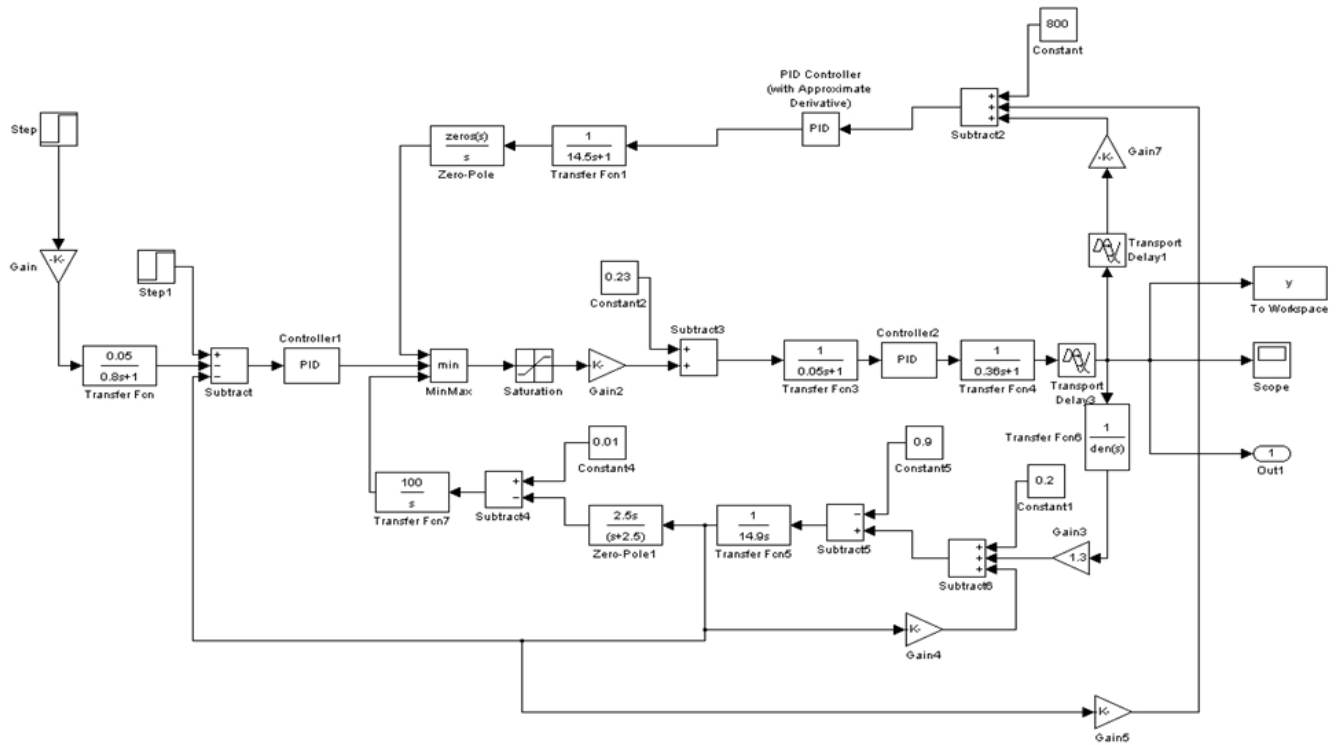 800
Constant
PID Controller
(with Approximate
Derivative)
PID
+
+
+
Subtract2
Step
zeros(s)
s
Zero-Pole
1
14.5s+1
Transfer Fcn1
-K-
Gain7
-K-
Gain
Step1
Transport
Delay1
0.23
Constant2
y
To Workspace
0.05
0.8s+1
Transfer Fcn
+
−
−
Subtract
Controller1
PID
min
MinMax
Saturation
K-
Gain2
Subtract3
+
+
1
0.05s+1
Transfer Fcn3
Controller2
PID
1
0.36s+1
Transfer Fcn4
Transport
Delay3
Scope
Transfer Fcn6
1
den(s)
1
Out1
0.01
Constant4
0.9
Constant5
0.2
Constant1
100
s
Transfer Fcn7
+
−
Subtract4
2.5s
(s+2.5)
Zero-Pole1
1
14.9s
Transfer Fcn5
−
+
Subtract5
+
+
+
Subtract6
Gain3
1.3
K-
Gain4
K-
Gain5